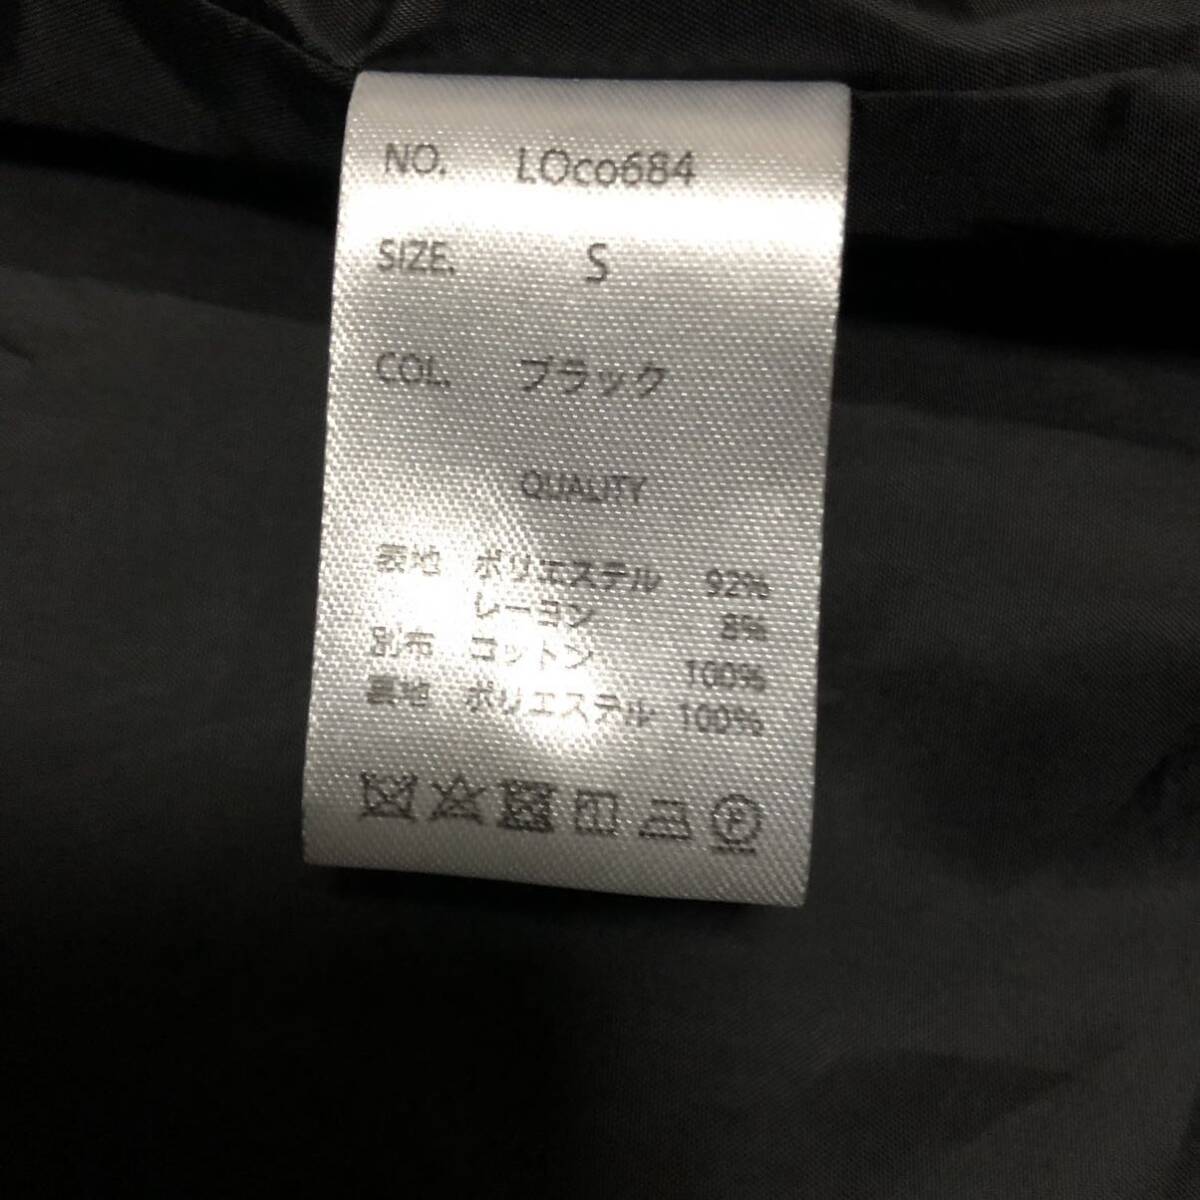 NO. LOco684
SIZE. S
COL. ブラック
QUALITY
表地 ポリエステル 92%
レーヨン 8%
別布 コットン 100%
裏地 ポリエステル 100%